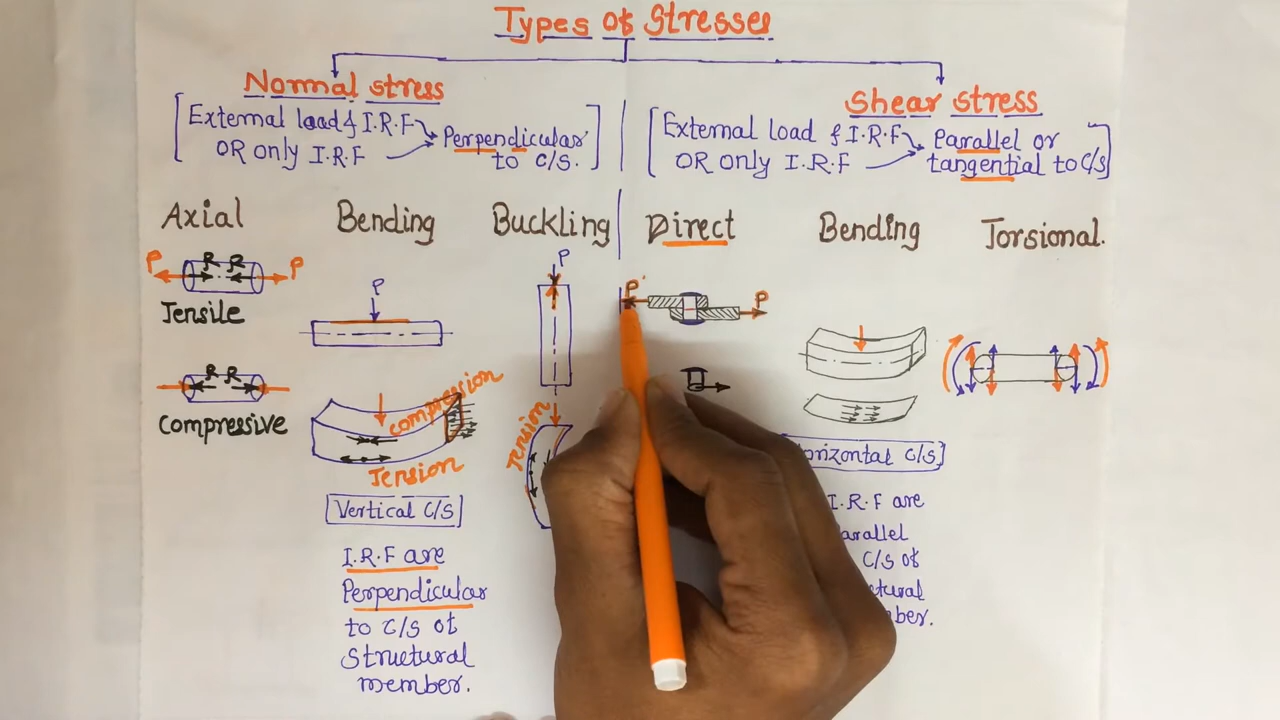 Types of Stresses
Normal stress
External load & I.R.F
OR only I.R.F
Perpendicular
to C/S.
Shear stress
External load & I.R.F
OR only I.R.F
Parallel or
tangential to C/S
Axial
Bending
Buckling
Direct
Bending
Torsional.
P R R P
Tensile
R R
Compressive
P
compression
Tension
Vertical C/S
I.R.F are
Perpendicular
to C/S of
Structural
member.
P
Tension
P P
C/S
I.R.F are
C/S of